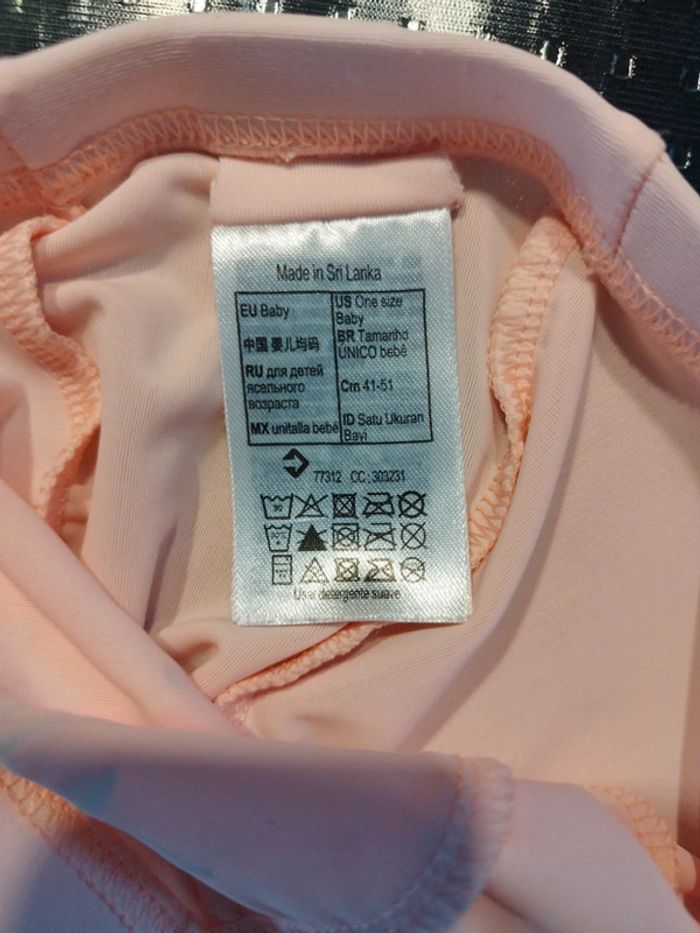 Made in Sri Lanka
EU Baby
中国 婴儿均码
RU для детей
ясельного
возраста
MX unitalla bebé
US One size
Baby
BR Tamanho
ÚNICO bebê
Cm 41-51
ID Satu Ukuran
Bayi
77312 CC : 303231
30
Usar detergente suave